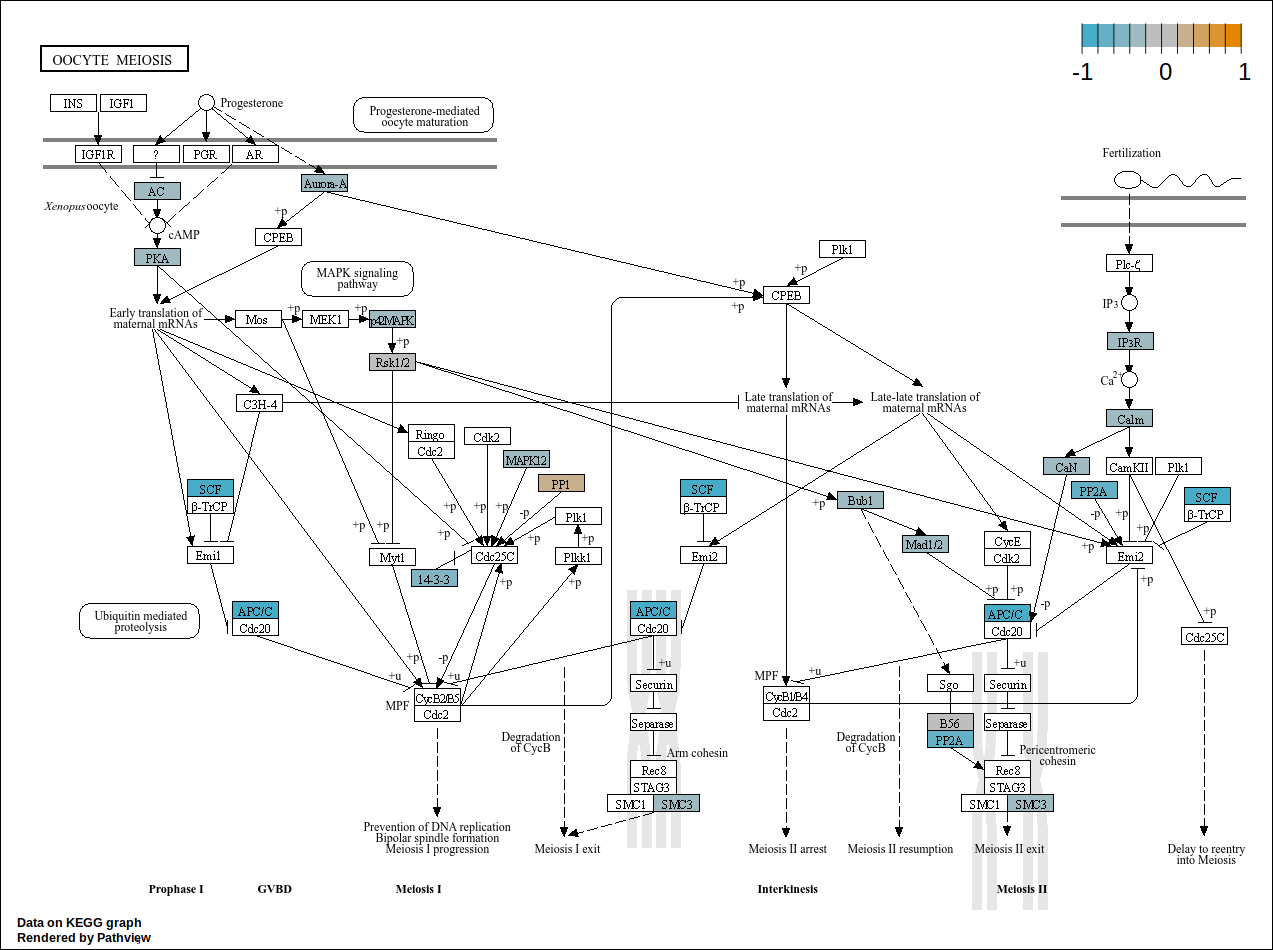 OOCYTE MEIOSIS
-1 0 1
INS IGF1
Progesterone
Progesterone-mediated
oocyte maturation
IGF1R ? PGR AR
Fertilization
AC
Aurora-A
Xenopus oocyte
+p
cAMP
CPEB
PKA
Plk1
Plc-ζ
MAPK signaling
pathway
+p
+p
CPEB
+p
IP3
Early translation of
maternal mRNAs
Mos
+p
MEK1
+p
p42MAPK
+p
Rsk1/2
IP3R
Ca2+
C3H-4
Late translation of
maternal mRNAs
Late-late translation of
maternal mRNAs
Calm
Ringo
Cdc2
Cdk2
MAPK12
PP1
CaN
CamKII
Plk1
SCF
β-TrCP
SCF
β-TrCP
+p
Bub1
PP2A
SCF
β-TrCP
+p
+p
+p
+p
+p
-p
Plk1
+p
+p
-p
+p
+p
Emi1
Myt1
Cdc25C
Plkk1
Emi2
Mad1/2
CycE
Cdk2
+p
Emi2
14-3-3
+p
+p
+p
+p
-p
+p
Ubiquitin mediated
proteolysis
APC/C
Cdc20
APC/C
Cdc20
APC/C
Cdc20
+p
Cdc25C
+p
-p
+u
+u
+u
+u
+u
MPF
CycB2/B5
Cdc2
Securin
MPF
CycB1/B4
Cdc2
Sgo
Securin
Separase
B56
PP2A
Separase
Degradation
of CycB
Arm cohesin
Degradation
of CycB
Pericentromeric
cohesin
Rec8
STAG3
SMC1 SMC3
Rec8
STAG3
SMC1 SMC3
Prevention of DNA replication
Bipolar spindle formation
Meiosis I progression
Meiosis I exit
Meiosis II arrest
Meiosis II resumption
Meiosis II exit
Delay to reentry
into Meiosis
Prophase I GVBD Meiosis I Interkinesis Meiosis II
Data on KEGG graph
Rendered by Pathview